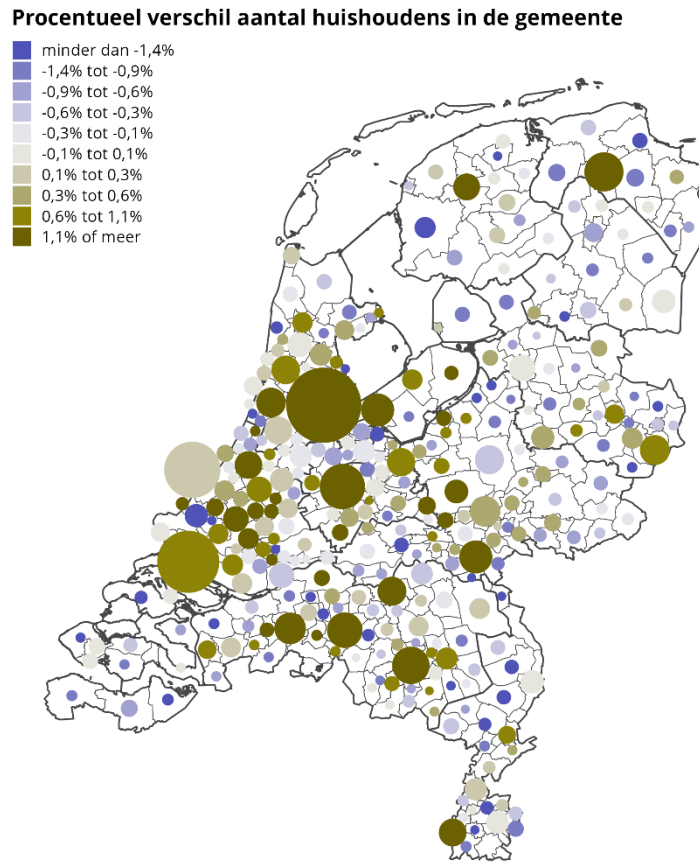 Procentueel verschil aantal huishoudens in de gemeente
minder dan -1,4%
-1,4% tot -0,9%
-0,9% tot -0,6%
-0,6% tot -0,3%
-0,3% tot -0,1%
-0,1% tot 0,1%
0,1% tot 0,3%
0,3% tot 0,6%
0,6% tot 1,1%
1,1% of meer